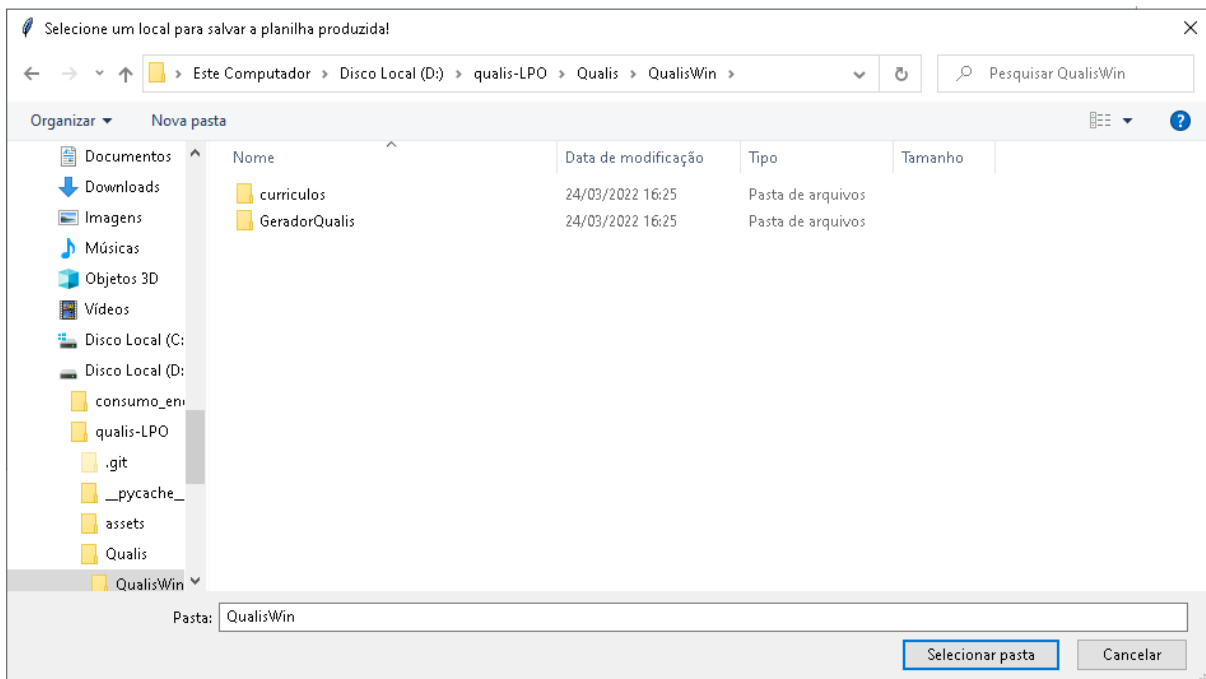 Selecione um local para salvar a planilha produzida!
Este Computador > Disco Local (D:) > qualis-LPO > Qualis > QualisWin >
Pesquisar QualisWin
Organizar
Nova pasta
Documentos
Downloads
Imagens
Músicas
Objetos 3D
Vídeos
Disco Local (C:
Disco Local (D:
consumo_en
qualis-LPO
.git
__pycache_
assets
Qualis
QualisWin
Nome Data de modificação Tipo Tamanho
curriculos 24/03/2022 16:25 Pasta de arquivos
GeradorQualis 24/03/2022 16:25 Pasta de arquivos
Pasta: QualisWin
Selecionar pasta
Cancelar